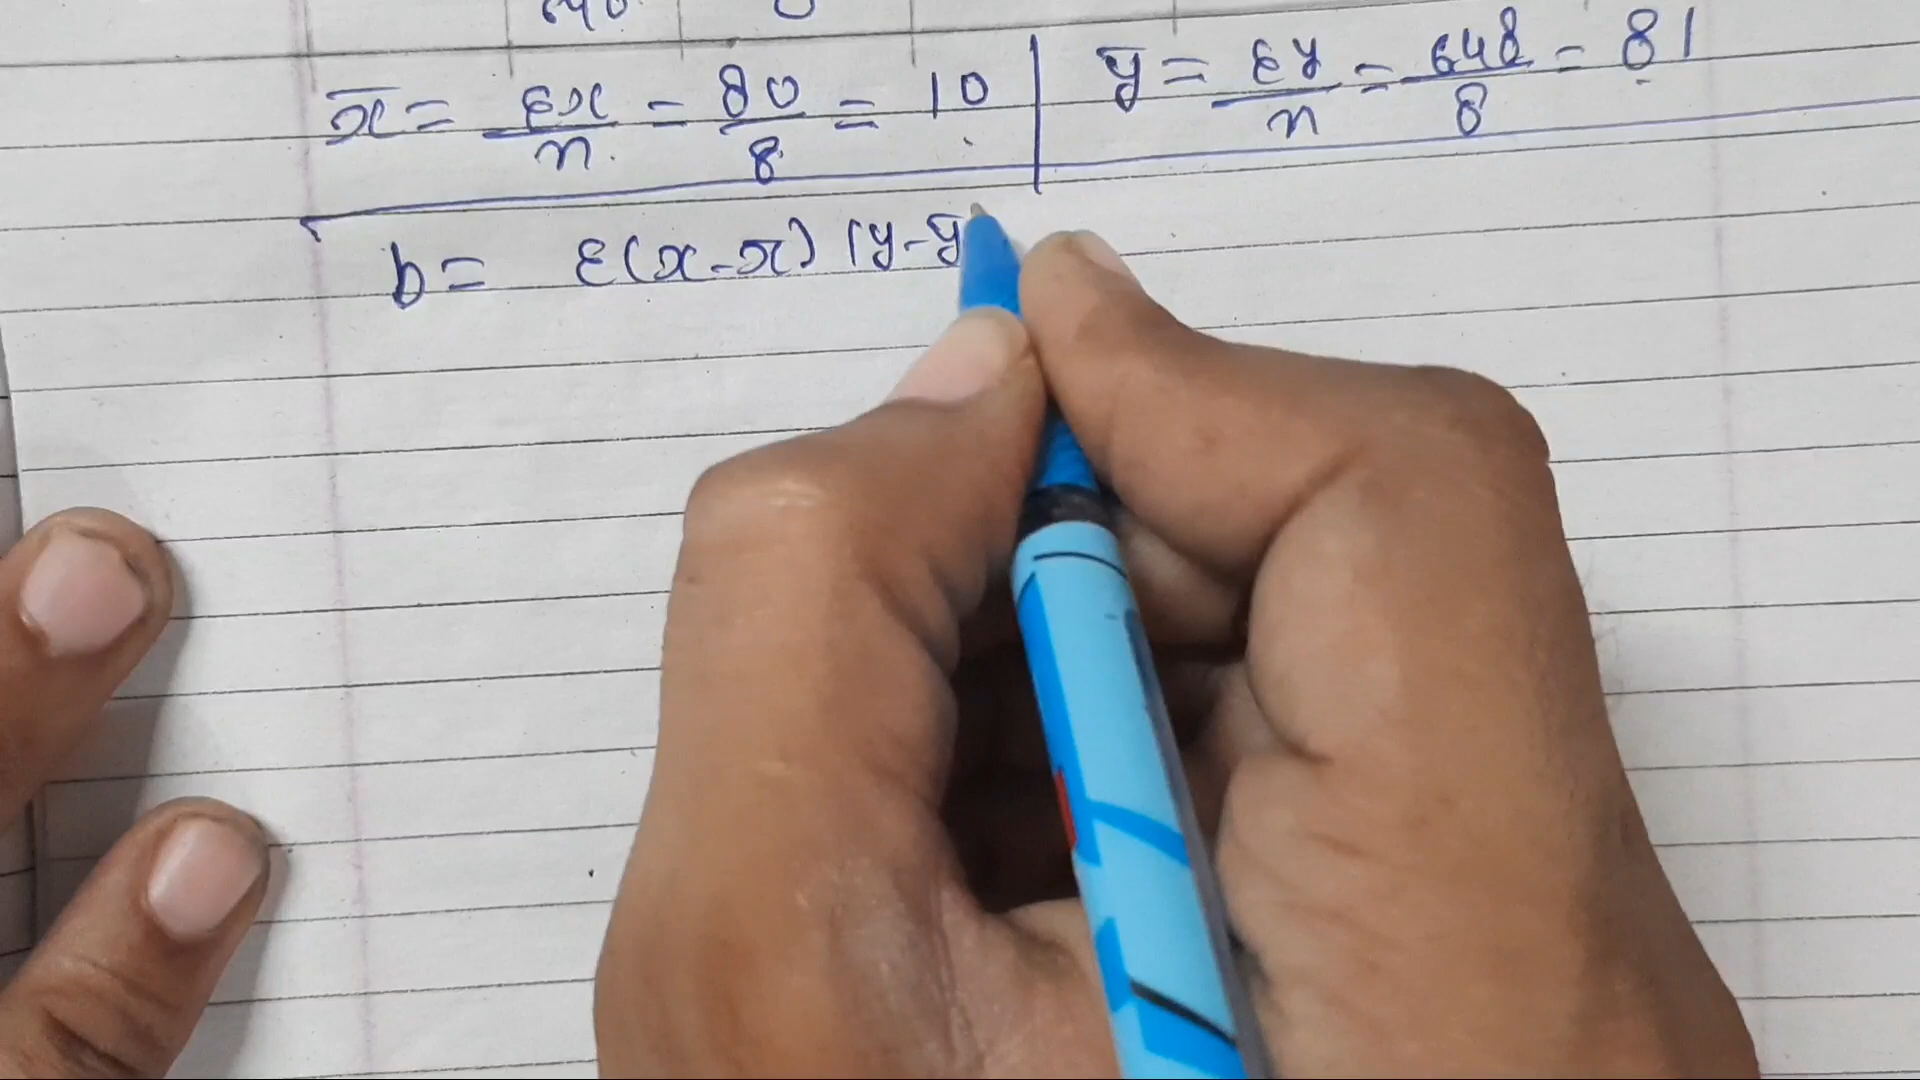 x̄ = Σx/n = 80/8 = 10 | ȳ = Σy/n = 648/8 = 81
b = Σ(x-x̄) (y-ȳ